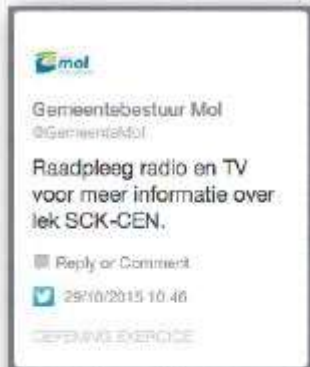 mol
Gemeentebestuur Mol
@GemeenteMol
Raadpleeg radio en TV
voor meer informatie over
lek SCK-CEN.
Reply or Comment
29/10/2015 10:46
OEFENING EXERCICE